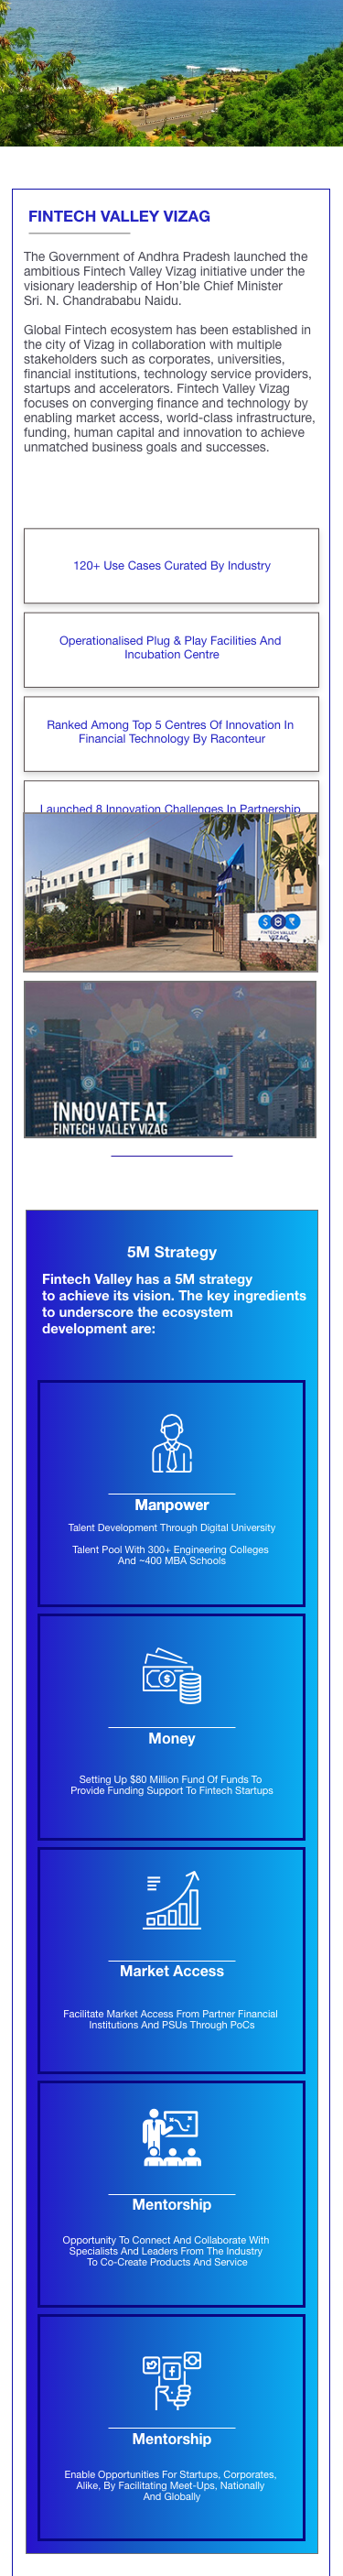 FINTECH VALLEY VIZAG
The Government of Andhra Pradesh launched the
ambitious Fintech Valley Vizag initiative under the
visionary leadership of Hon'ble Chief Minister
Sri. N. Chandrababu Naidu.
Global Fintech ecosystem has been established in
the city of Vizag in collaboration with multiple
stakeholders such as corporates, universities,
financial institutions, technology service providers,
startups and accelerators. Fintech Valley Vizag
focuses on converging finance and technology by
enabling market access, world-class infrastructure,
funding, human capital and innovation to achieve
unmatched business goals and successes.
120+ Use Cases Curated By Industry
Operationalised Plug & Play Facilities And
Incubation Centre
Ranked Among Top 5 Centres Of Innovation In
Financial Technology By Raconteur
Launched 8 Innovation Challenges In Partnership
FINTECH VALLEY
VIZAG
INNOVATE AT
FINTECH VALLEY VIZAG
5M Strategy
Fintech Valley has a 5M strategy
to achieve its vision. The key ingredients
to underscore the ecosystem
development are:
Manpower
Talent Development Through Digital University
Talent Pool With 300+ Engineering Colleges
And ~400 MBA Schools
Money
Setting Up $80 Million Fund Of Funds To
Provide Funding Support To Fintech Startups
Market Access
Facilitate Market Access From Partner Financial
Institutions And PSUs Through PoCs
Mentorship
Opportunity To Connect And Collaborate With
Specialists And Leaders From The Industry
To Co-Create Products And Service
Mentorship
Enable Opportunities For Startups, Corporates,
Alike, By Facilitating Meet-Ups, Nationally
And Globally